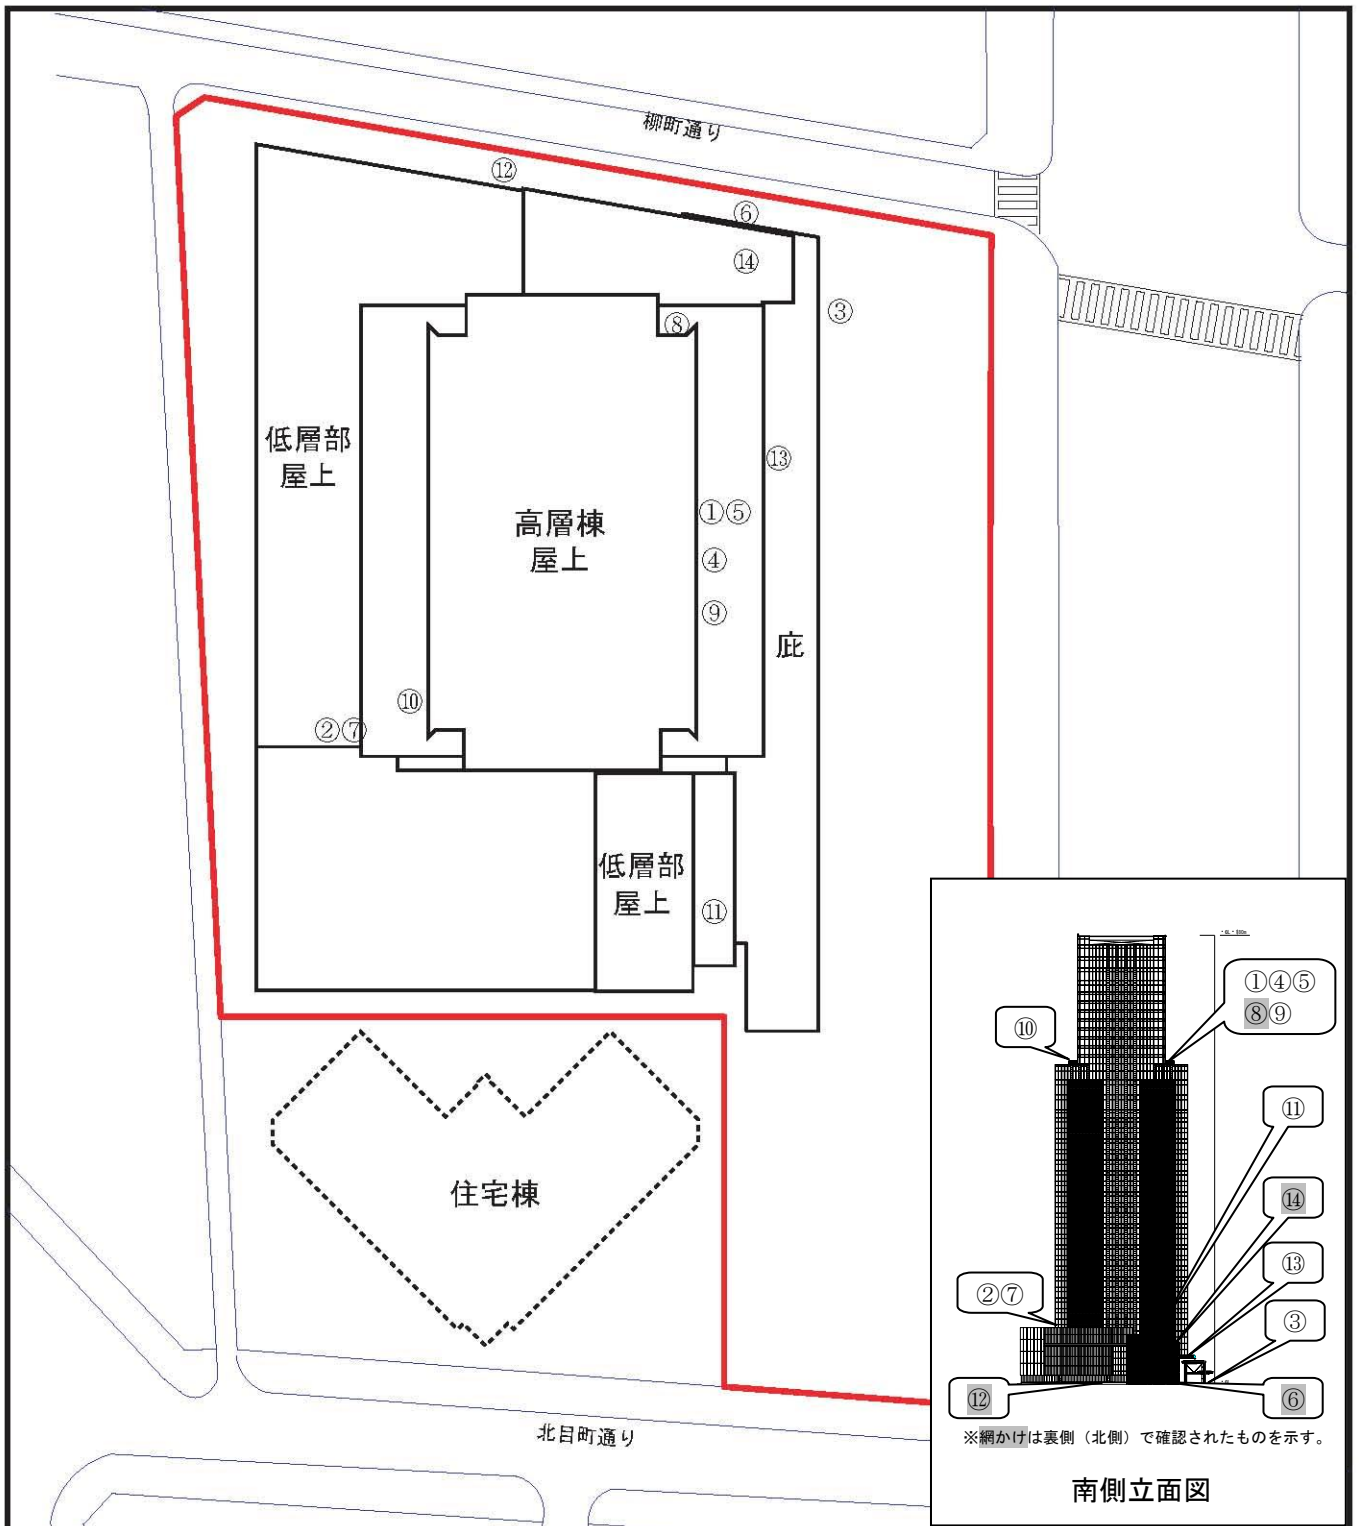 柳町通り
⑫
⑥
⑭
③
⑧
低層部
屋上
⑬
高層棟
屋上
①⑤
④
⑨
庇
⑩
②⑦
低層部
屋上
⑪
住宅棟
北目町通り
①④⑤
⑧⑨
⑩
⑪
⑭
⑬
②⑦
③
⑫
⑥
※網かけは裏側（北側）で確認されたものを示す。
南側立面図